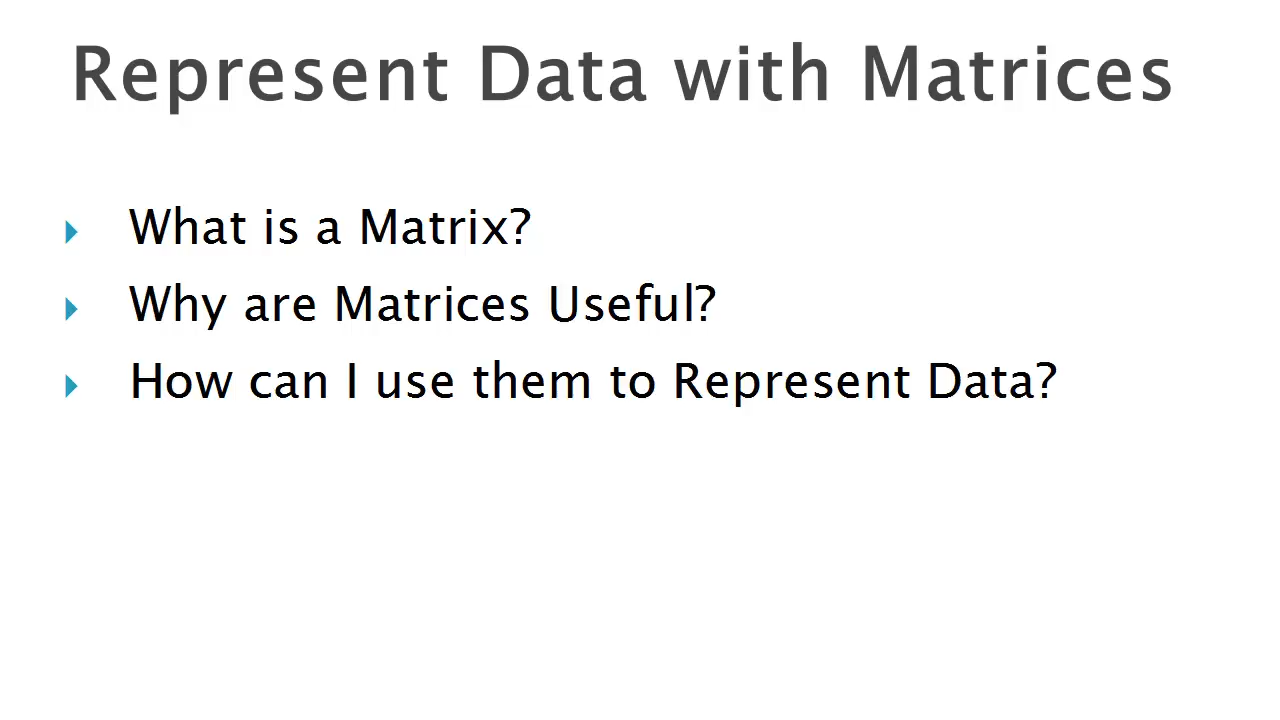 Represent Data with Matrices
What is a Matrix?
Why are Matrices Useful?
How can I use them to Represent Data?